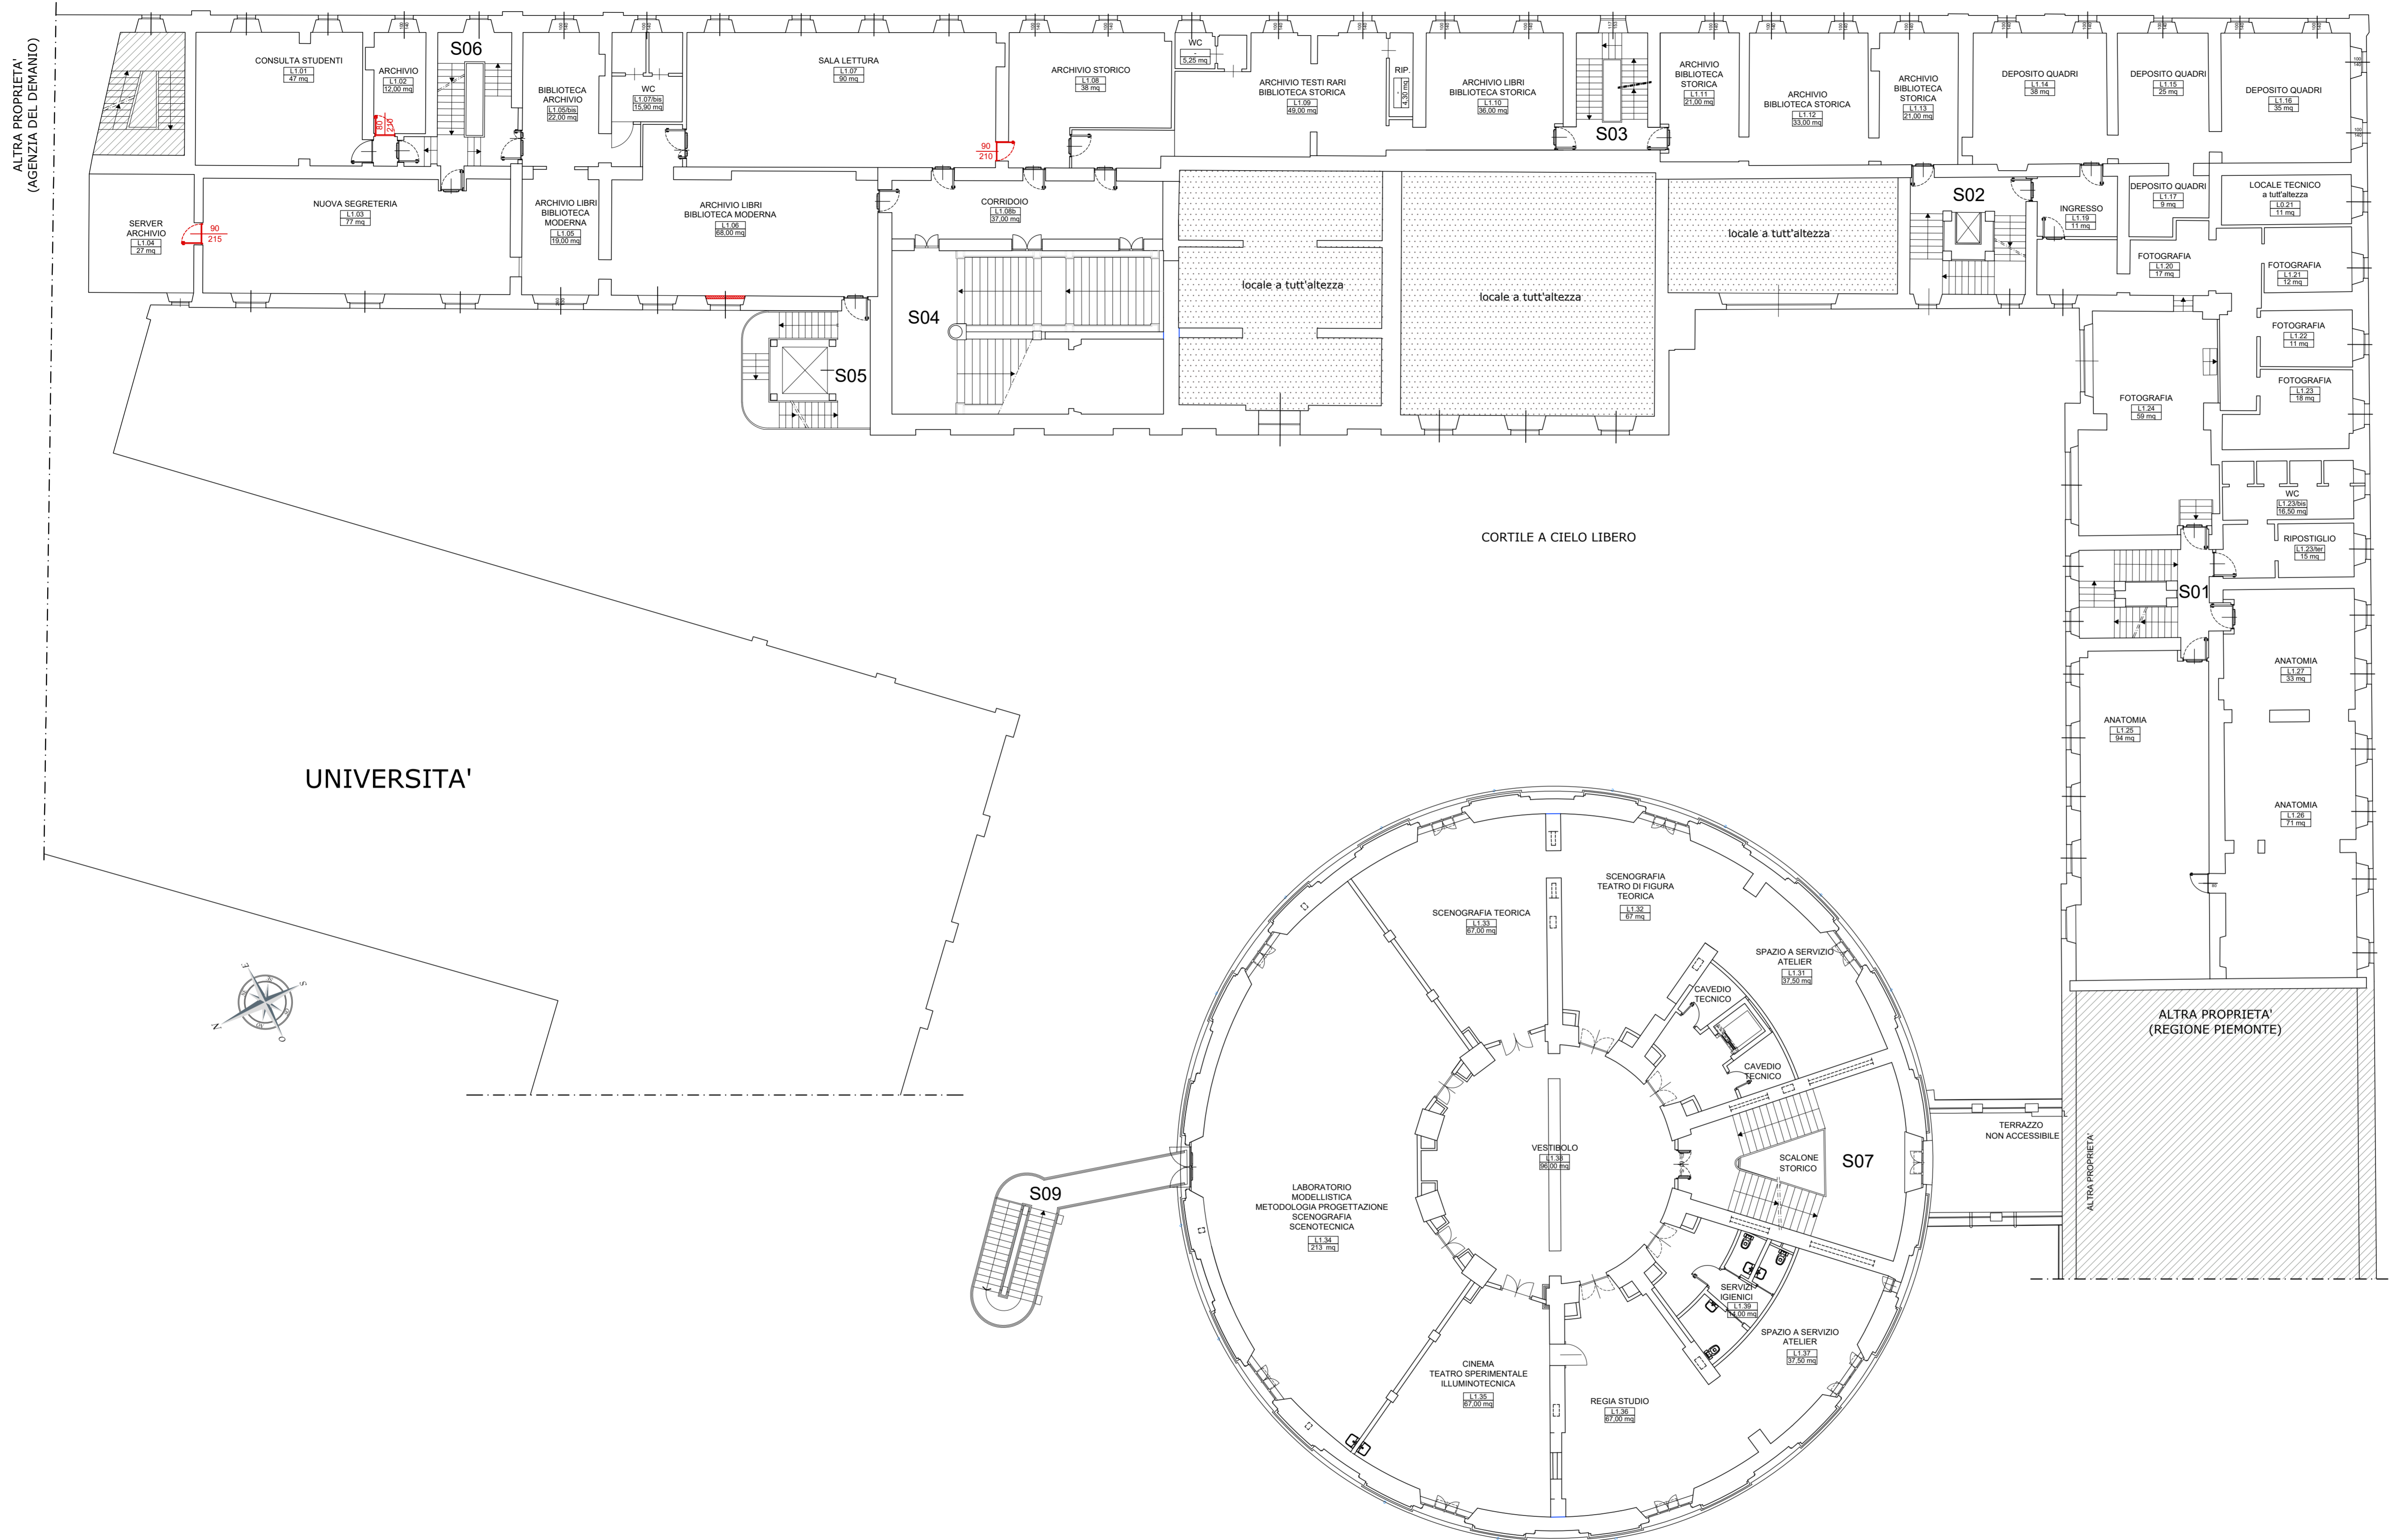 ALTRA PROPRIETA'
(AGENZIA DEL DEMANIO)
CONSULTA STUDENTI
L1.01
47 mq
ARCHIVIO
L1.02
12,00 mq
80
210
S06
BIBLIOTECA
ARCHIVIO
L1.05/bis
22,00 mq
WC
L1.07/bis
15,90 mq
SALA LETTURA
L1.07
90 mq
90
210
ARCHIVIO STORICO
L1.08
38 mq
WC
-
5,25 mq
ARCHIVIO TESTI RARI
BIBLIOTECA STORICA
L1.09
49,00 mq
RIP.
-
4,30 mq
ARCHIVIO LIBRI
BIBLIOTECA STORICA
L1.10
36,00 mq
S03
ARCHIVIO
BIBLIOTECA
STORICA
L1.11
21,00 mq
ARCHIVIO
BIBLIOTECA STORICA
L1.12
33,00 mq
ARCHIVIO
BIBLIOTECA
STORICA
L1.13
21,00 mq
DEPOSITO QUADRI
L1.14
38 mq
DEPOSITO QUADRI
L1.15
25 mq
DEPOSITO QUADRI
L1.16
35 mq
SERVER
ARCHIVIO
L1.04
27 mq
90
215
NUOVA SEGRETERIA
L1.03
77 mq
ARCHIVIO LIBRI
BIBLIOTECA
MODERNA
L1.05
19,00 mq
ARCHIVIO LIBRI
BIBLIOTECA MODERNA
L1.06
68,00 mq
CORRIDOIO
L1.08b
37,00 mq
S04
S05
locale a tutt'altezza
locale a tutt'altezza
locale a tutt'altezza
S02
INGRESSO
L1.19
11 mq
DEPOSITO QUADRI
L1.17
9 mq
LOCALE TECNICO
a tutt'altezza
L0.21
11 mq
FOTOGRAFIA
L1.20
17 mq
FOTOGRAFIA
L1.21
12 mq
FOTOGRAFIA
L1.22
11 mq
FOTOGRAFIA
L1.23
18 mq
FOTOGRAFIA
L1.24
59 mq
WC
L1.23/bis
16,50 mq
RIPOSTIGLIO
L1.23/ter
15 mq
S01
ANATOMIA
L1.27
33 mq
ANATOMIA
L1.25
94 mq
ANATOMIA
L1.26
71 mq
CORTILE A CIELO LIBERO
UNIVERSITA'
N
S
E
O
ALTRA PROPRIETA'
(REGIONE PIEMONTE)
TERRAZZO
NON ACCESSIBILE
ALTRA PROPRIETA'
SCENOGRAFIA TEORICA
L1.33
67,00 mq
SCENOGRAFIA
TEATRO DI FIGURA
TEORICA
L1.32
67 mq
SPAZIO A SERVIZIO
ATELIER
L1.31
37,50 mq
CAVEDIO
TECNICO
CAVEDIO
TECNICO
VESTIBOLO
L1.38
96,00 mq
SCALONE
STORICO
S07
S09
LABORATORIO
MODELLISTICA
METODOLOGIA PROGETTAZIONE
SCENOGRAFIA
SCENOTECNICA
L1.34
213 mq
SERVIZI
IGIENICI
L1.39
14,00 mq
SPAZIO A SERVIZIO
ATELIER
L1.37
37,50 mq
CINEMA
TEATRO SPERIMENTALE
ILLUMINOTECNICA
L1.35
67,00 mq
REGIA STUDIO
L1.36
67,00 mq